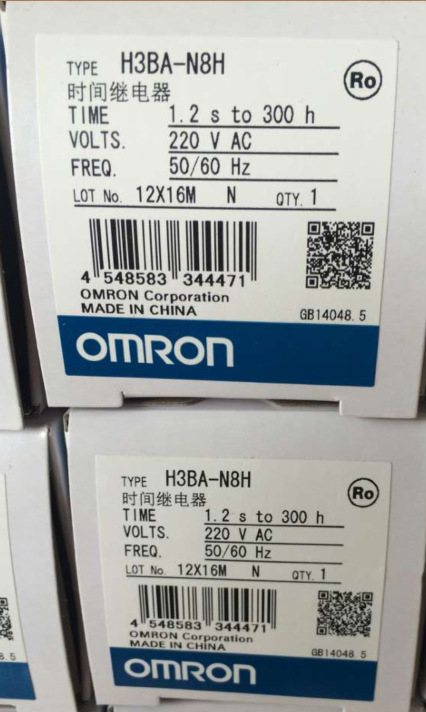 TYPE H3BA-N8H
Ro
时间继电器
TIME 1.2 s to 300 h
VOLTS. 220 V AC
FREQ. 50/60 Hz
LOT No. 12X16M N QTY. 1
4 548583 344471
OMRON Corporation
MADE IN CHINA
GB14048.5
OMRON
TYPE H3BA-N8H
Ro
时间继电器
TIME 1.2 s to 300 h
VOLTS. 220 V AC
FREQ. 50/60 Hz
LOT No. 12X16M N QTY. 1
4 548583 344471
OMRON Corporation
MADE IN CHINA
GB14048.5
8.5
OMRON